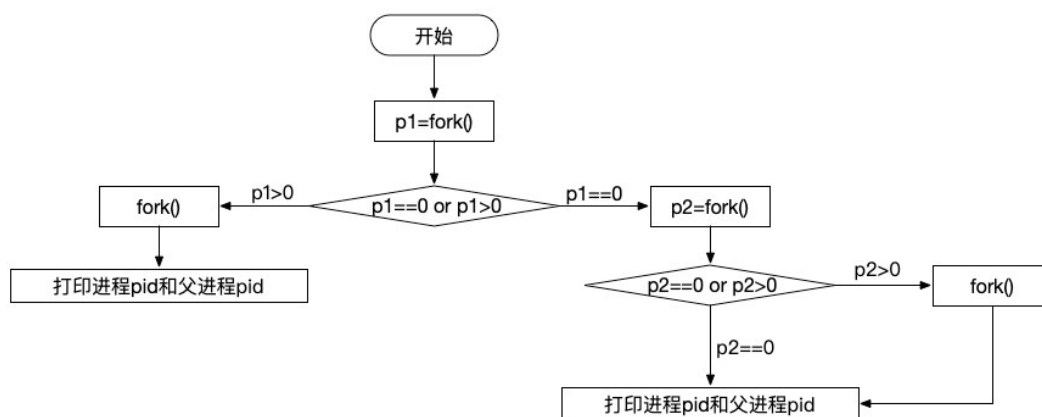 开始
p1=fork()
p1>0
p1==0 or p1>0
p1==0
fork()
p2=fork()
打印进程pid和父进程pid
p2==0 or p2>0
p2>0
fork()
p2==0
打印进程pid和父进程pid